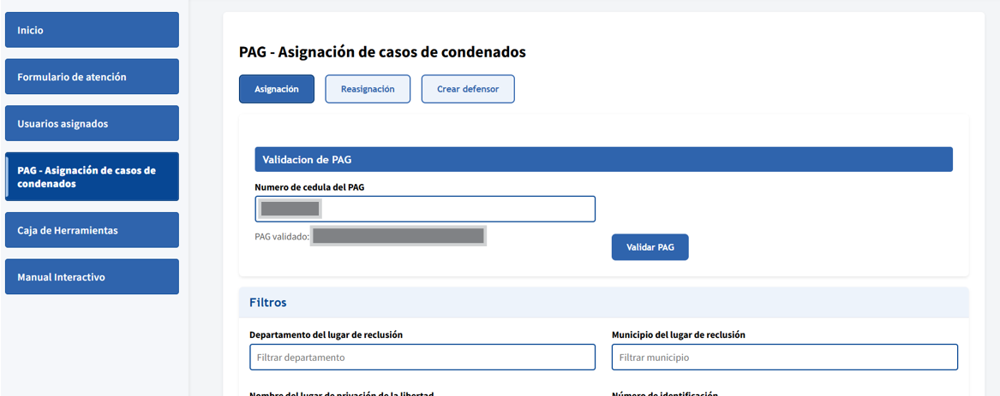 Inicio
Formulario de atención
Usuarios asignados
PAG - Asignación de casos de
condenados
Caja de Herramientas
Manual Interactivo
PAG - Asignación de casos de condenados
Asignación
Reasignación
Crear defensor
Validacion de PAG
Numero de cedula del PAG
PAG validado:
Validar PAG
Filtros
Departamento del lugar de reclusión
Filtrar departamento
Municipio del lugar de reclusión
Filtrar municipio
Nombre del lugar de privación de la libertad
Número de identificación